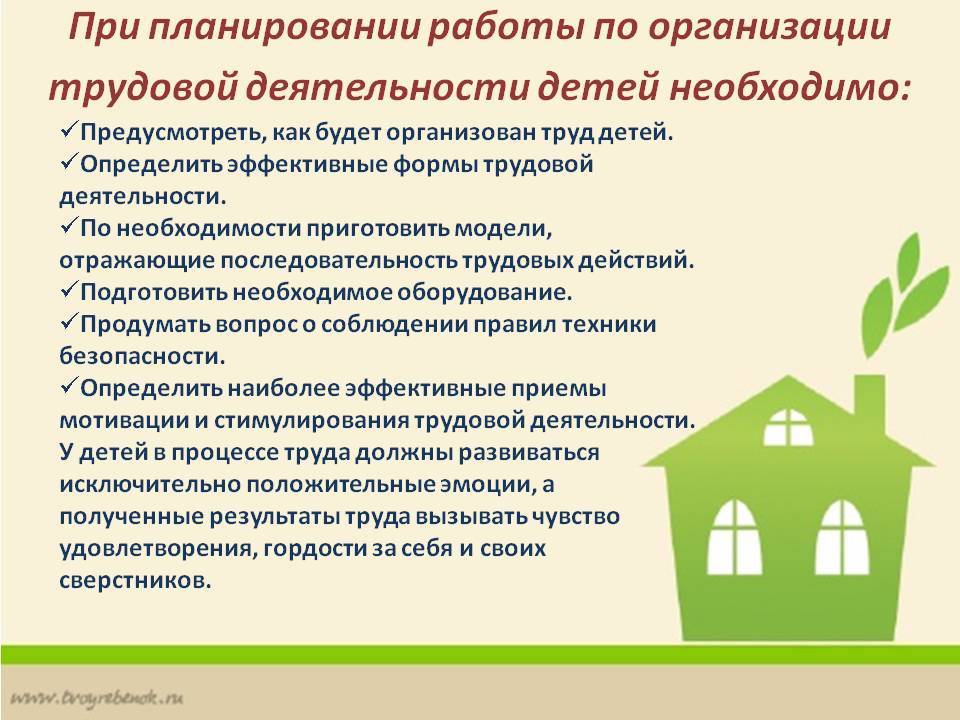 При планировании работы по организации
трудовой деятельности детей необходимо:
✓Предусмотреть, как будет организован труд детей.
✓Определить эффективные формы трудовой
деятельности.
✓По необходимости приготовить модели,
отражающие последовательность трудовых действий.
✓Подготовить необходимое оборудование.
✓Продумать вопрос о соблюдении правил техники
безопасности.
✓Определить наиболее эффективные приемы
мотивации и стимулирования трудовой деятельности.
У детей в процессе труда должны развиваться
исключительно положительные эмоции, а
полученные результаты труда вызывать чувство
удовлетворения, гордости за себя и своих
сверстников.
www.tvoyrebenok.ru